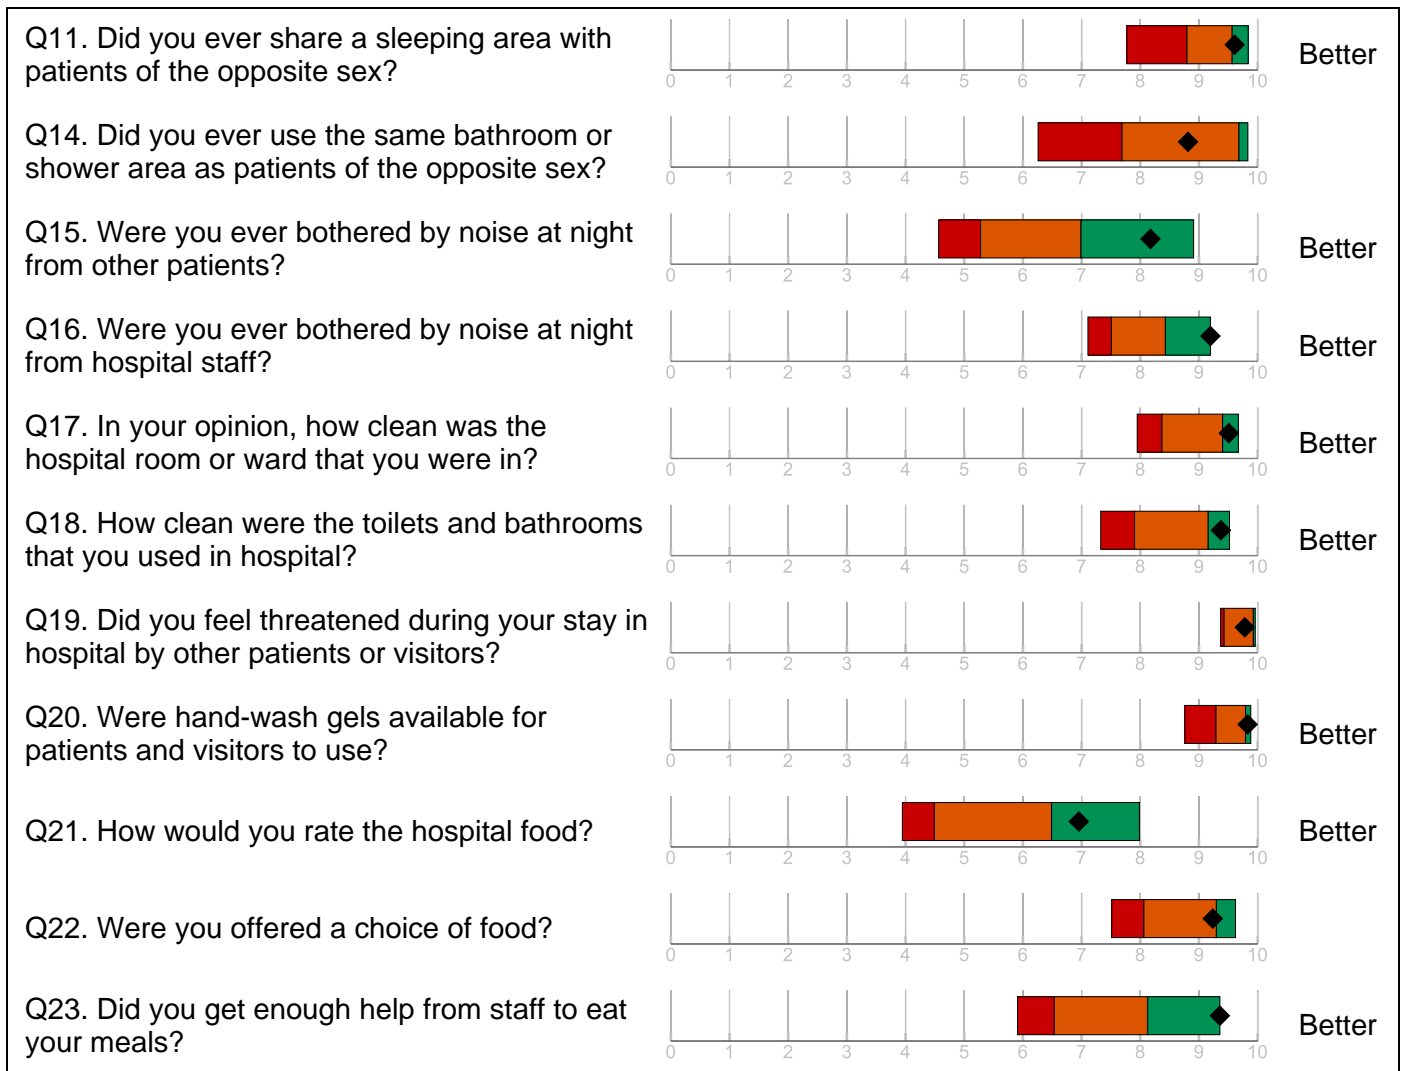 Q11. Did you ever share a sleeping area with
patients of the opposite sex?
0 1 2 3 4 5 6 7 8 9 10
Better
Q14. Did you ever use the same bathroom or
shower area as patients of the opposite sex?
0 1 2 3 4 5 6 7 8 9 10
Q15. Were you ever bothered by noise at night
from other patients?
0 1 2 3 4 5 6 7 8 9 10
Better
Q16. Were you ever bothered by noise at night
from hospital staff?
0 1 2 3 4 5 6 7 8 9 10
Better
Q17. In your opinion, how clean was the
hospital room or ward that you were in?
0 1 2 3 4 5 6 7 8 9 10
Better
Q18. How clean were the toilets and bathrooms
that you used in hospital?
0 1 2 3 4 5 6 7 8 9 10
Better
Q19. Did you feel threatened during your stay in
hospital by other patients or visitors?
0 1 2 3 4 5 6 7 8 9 10
Q20. Were hand-wash gels available for
patients and visitors to use?
0 1 2 3 4 5 6 7 8 9 10
Better
Q21. How would you rate the hospital food?
0 1 2 3 4 5 6 7 8 9 10
Better
Q22. Were you offered a choice of food?
0 1 2 3 4 5 6 7 8 9 10
Q23. Did you get enough help from staff to eat
your meals?
0 1 2 3 4 5 6 7 8 9 10
Better